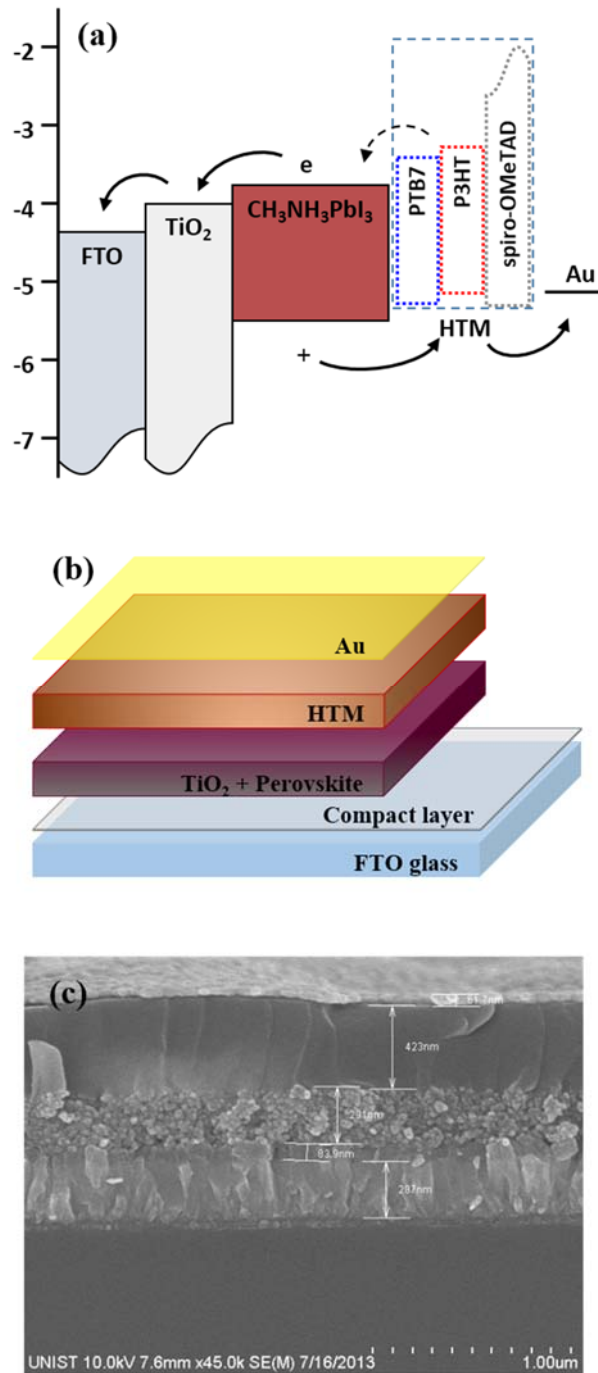 (a)
-2
-3
-4
-5
-6
-7
FTO
TiO₂
e
CH₃NH₃PbI₃
+
PTB7
P3HT
spiro-OMeTAD
HTM
Au
(b)
Au
HTM
TiO₂ + Perovskite
Compact layer
FTO glass
(c)
423nm
291nm
83.9nm
297nm
UNIST 10.0kV 7.6mm x45.0k SE(M) 7/16/2013 1.00um